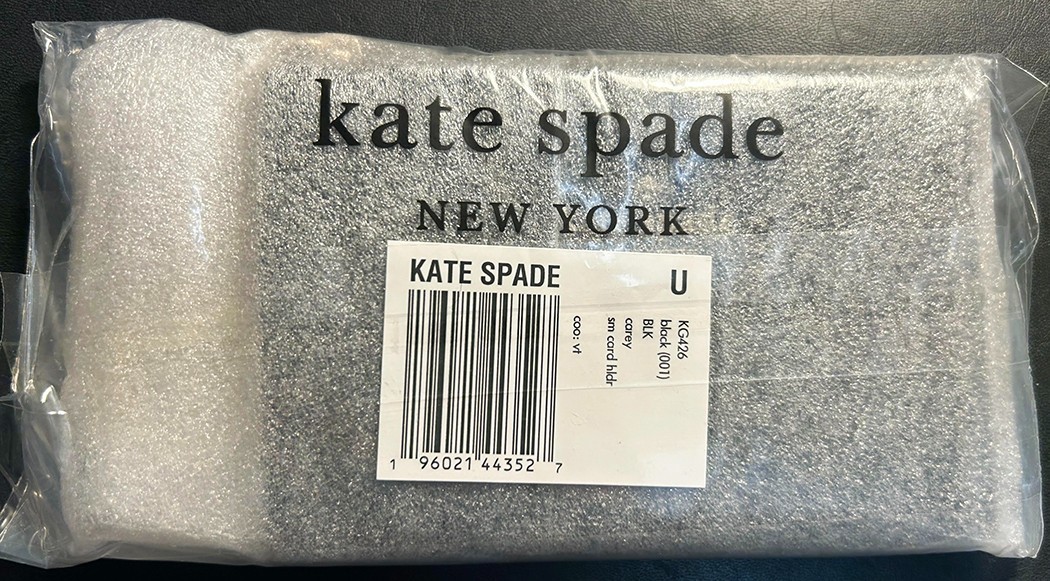 kate spade
NEW YORK
KATE SPADE
U
KG426
black (001)
BLK
carey
sm card hldr
coo: vt
1 96021 44352 7